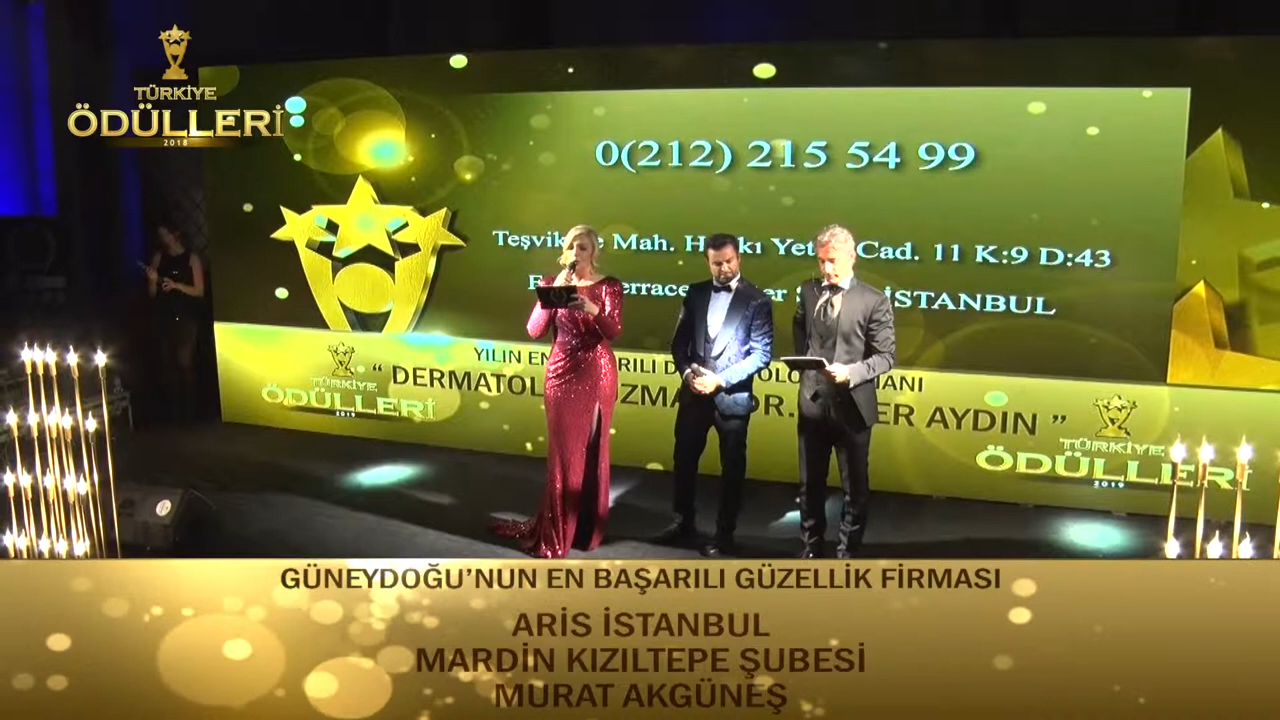 TÜRKİYE
ÖDÜLLERİ
2018
0(212) 215 54 99
Mah. Cad. 11 K:9 D:43
İSTANBUL
YILIN
" DERMATOL AYDIN "
TÜRKİYE
ÖDÜLLERİ
2019
TÜRKİYE
ÖDÜLLERİ
2019
GÜNEYDOĞU'NUN EN BAŞARILI GÜZELLİK FİRMASI
ARİS İSTANBUL
MARDİN KIZILTEPE ŞUBESİ
MURAT AKGÜNEŞ